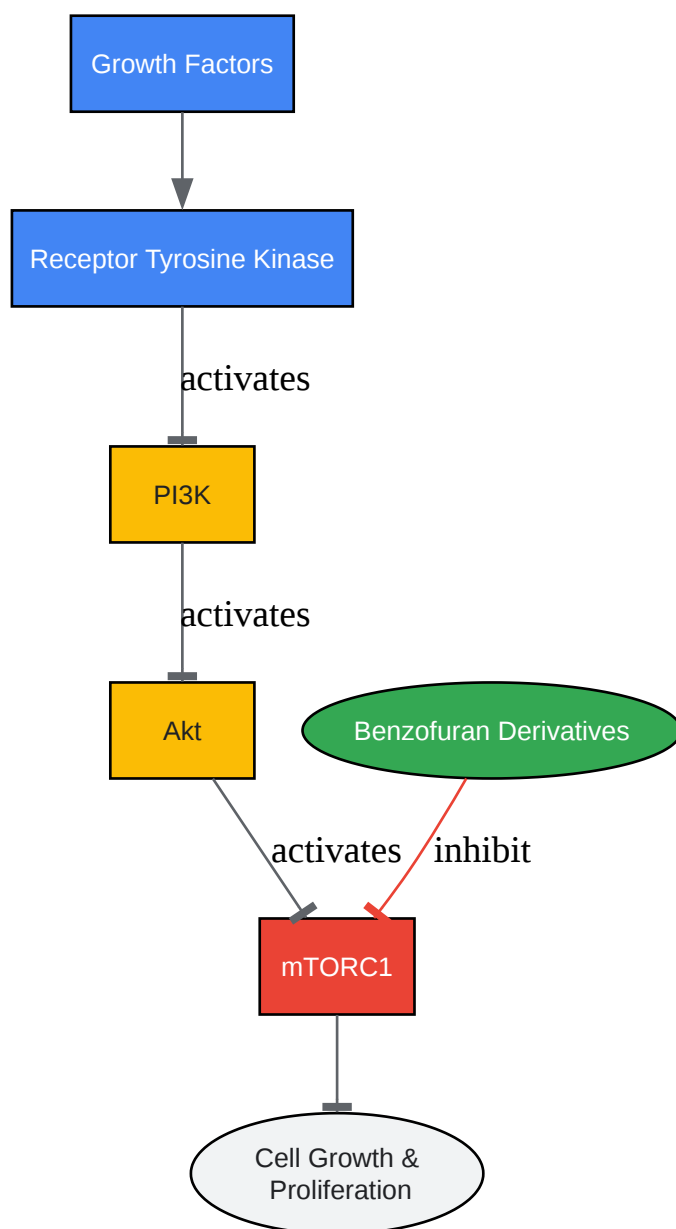 Growth Factors
Receptor Tyrosine Kinase
activates
PI3K
activates
Akt
Benzofuran Derivatives
activates
inhibit
mTORC1
Cell Growth &
Proliferation